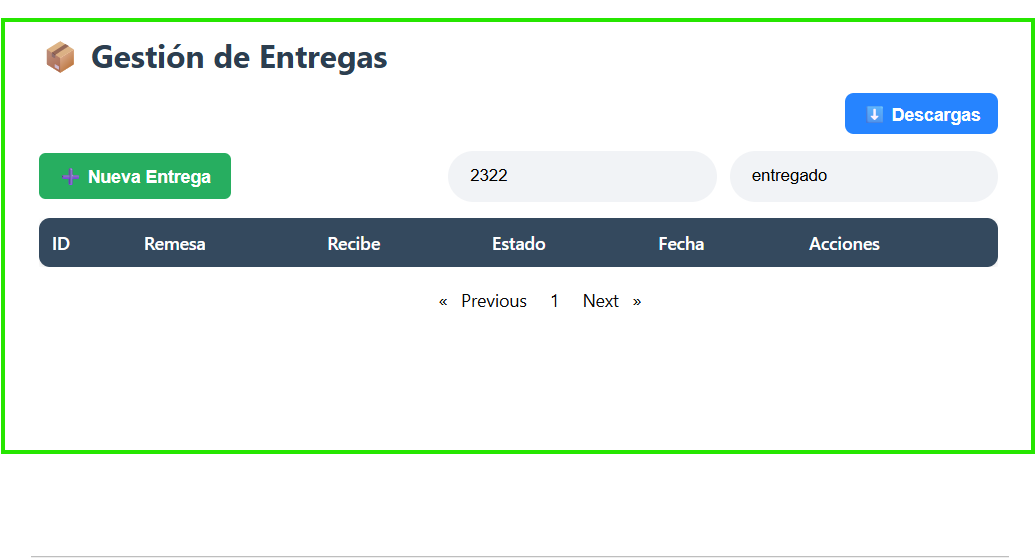 Gestión de Entregas
Descargas
Nueva Entrega
2322
entregado
ID Remesa Recibe Estado Fecha Acciones
« Previous 1 Next »